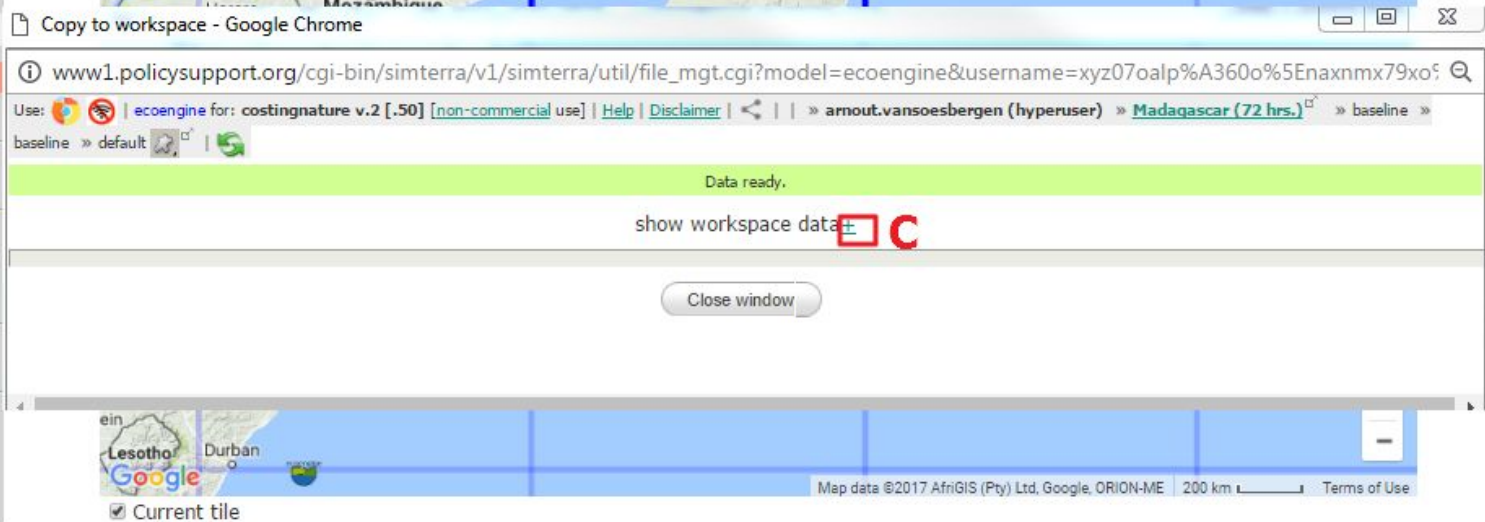 Mozambique
Copy to workspace - Google Chrome
www1.policysupport.org/cgi-bin/simterra/v1/simterra/util/file_mgt.cgi?model=ecoengine&username=xyz07oalp%A360o%5Enaxnmx79xo%
Use: | ecoengine for: costingnature v.2 [.50] [non-commercial use] | Help | Disclaimer | | | » arnout.vansoesbergen (hyperuser) » Madagascar (72 hrs.) » baseline »
baseline » default |
Data ready.
show workspace data+
C
Close window
ein
Lesotho
Durban
Google
Map data ©2017 AfriGIS (Pty) Ltd, Google, ORION-ME 200 km Terms of Use
Current tile